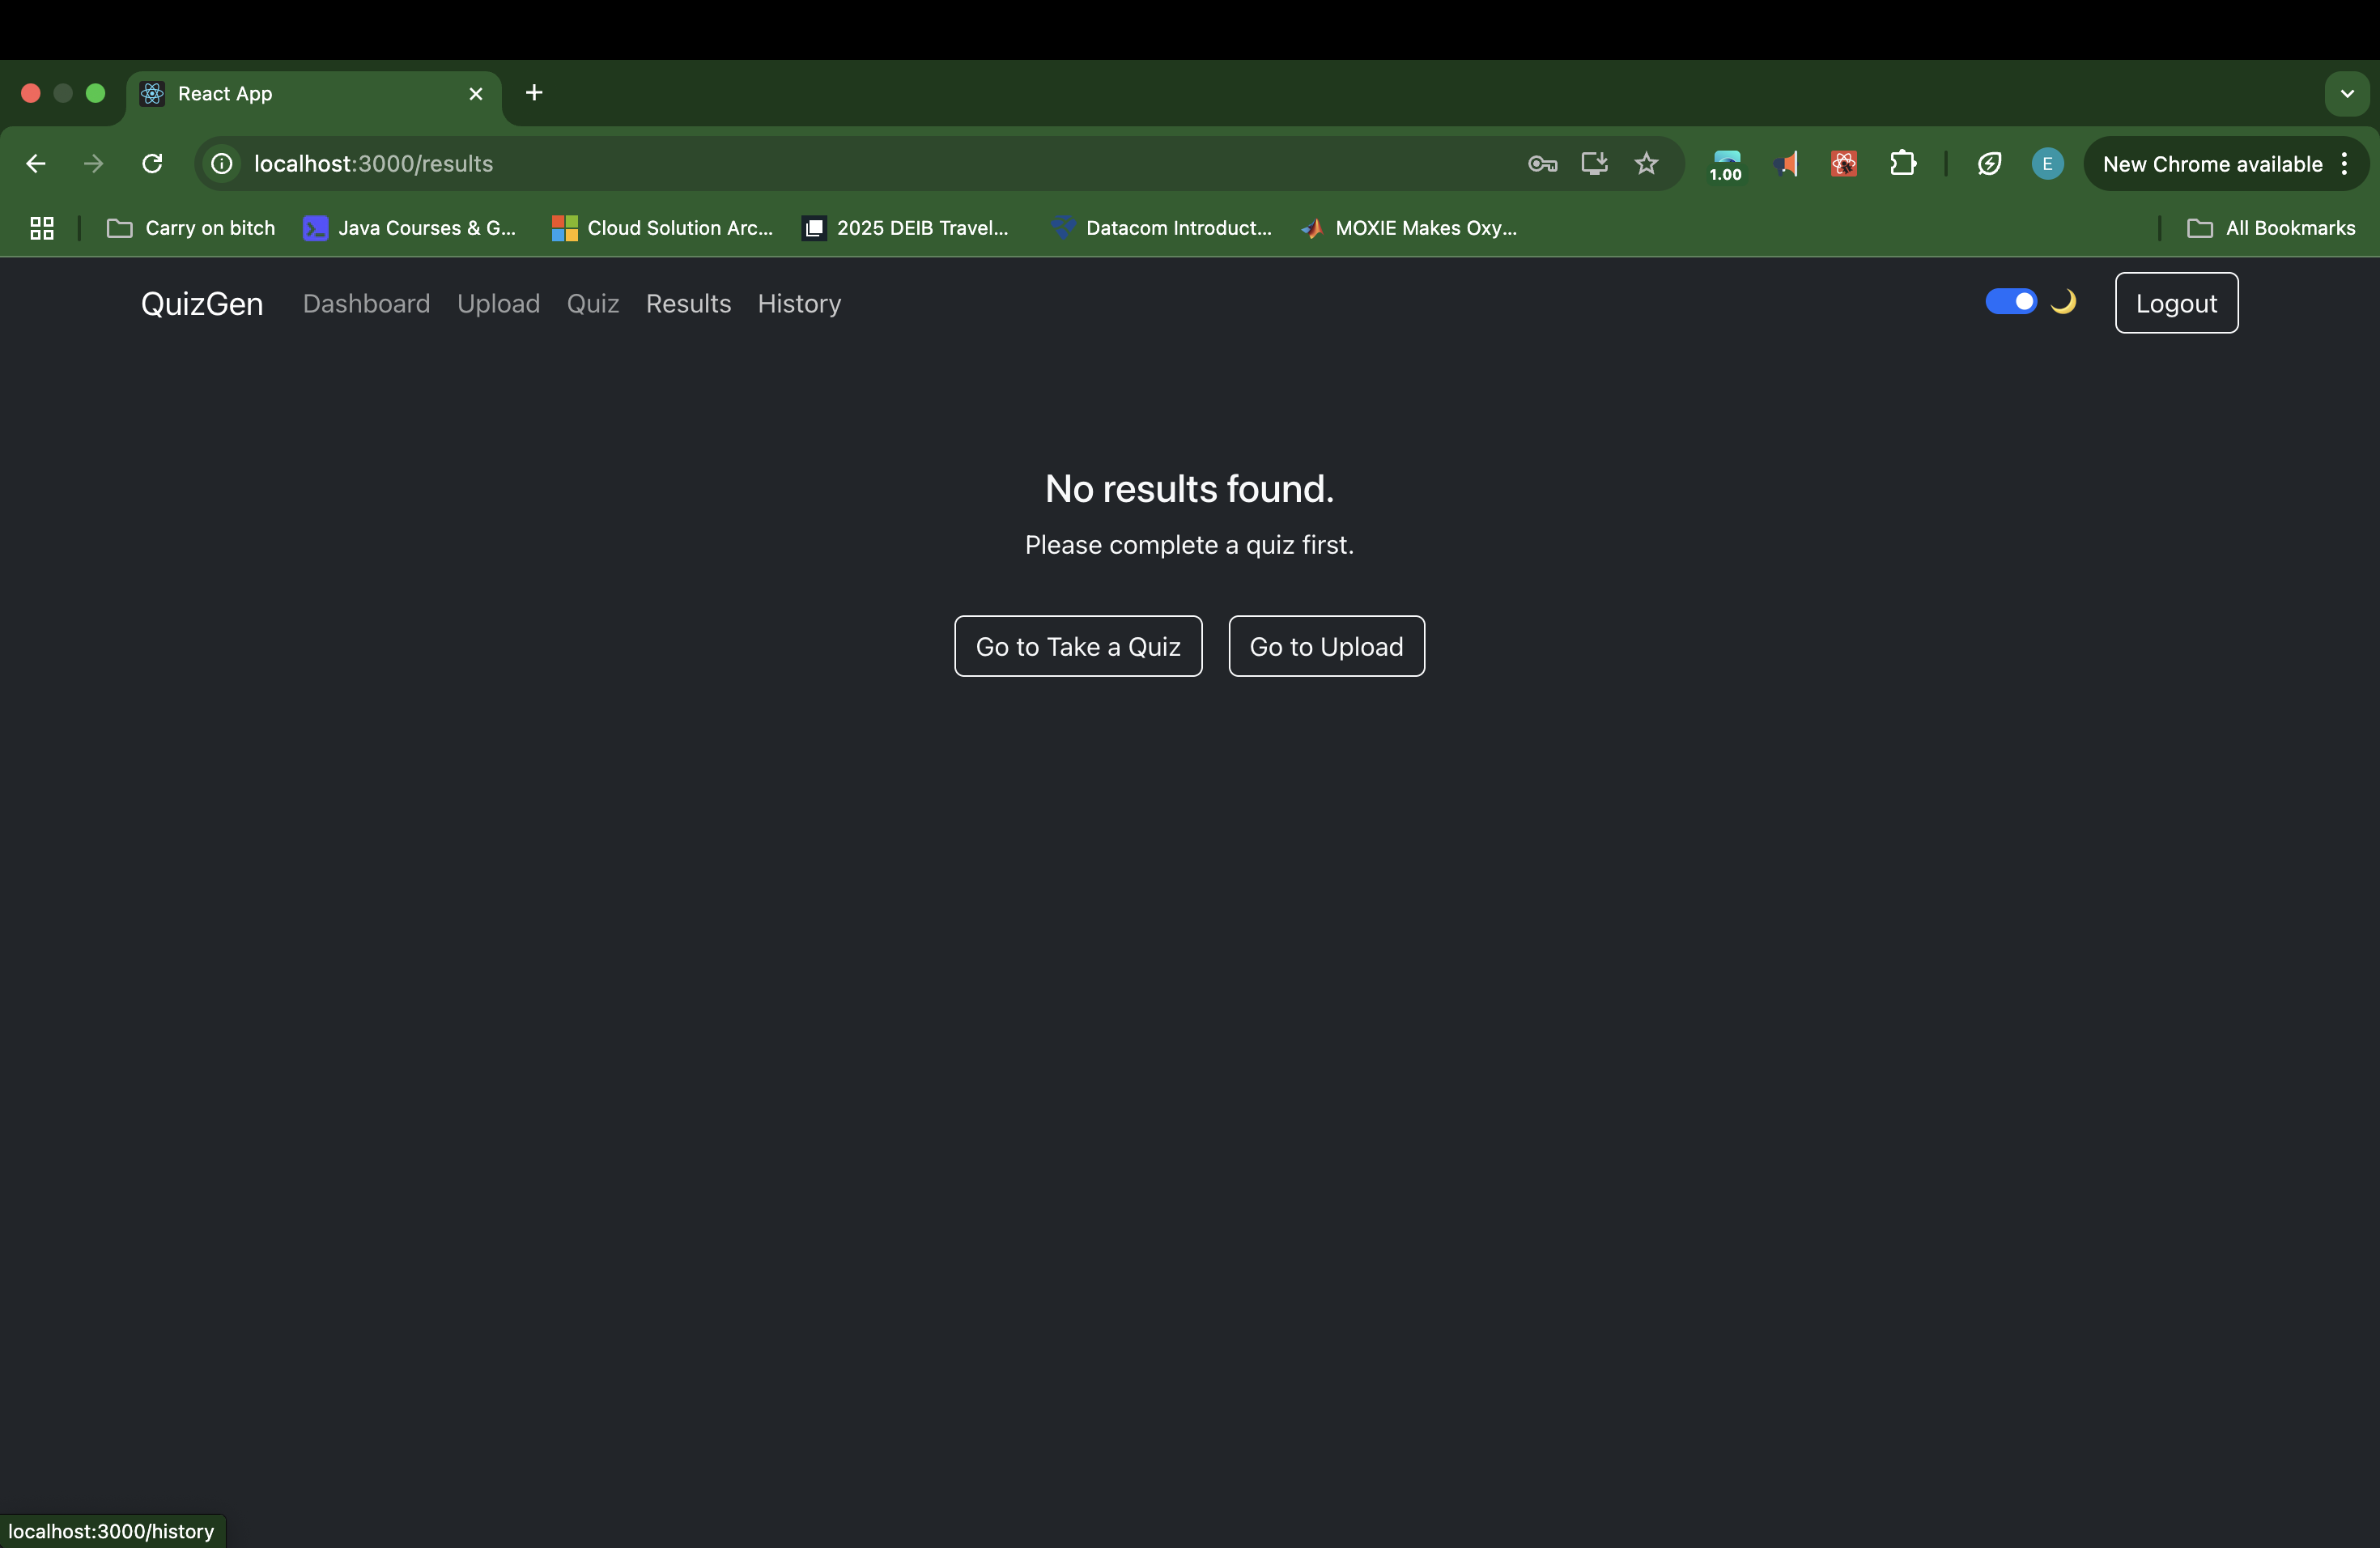 React App
localhost:3000/results
1.00
E
New Chrome available
Carry on bitch
Java Courses & G...
Cloud Solution Arc...
2025 DEIB Travel...
Datacom Introduct...
MOXIE Makes Oxy...
All Bookmarks
QuizGen
Dashboard
Upload
Quiz
Results
History
Logout
No results found.
Please complete a quiz first.
Go to Take a Quiz
Go to Upload
localhost:3000/history